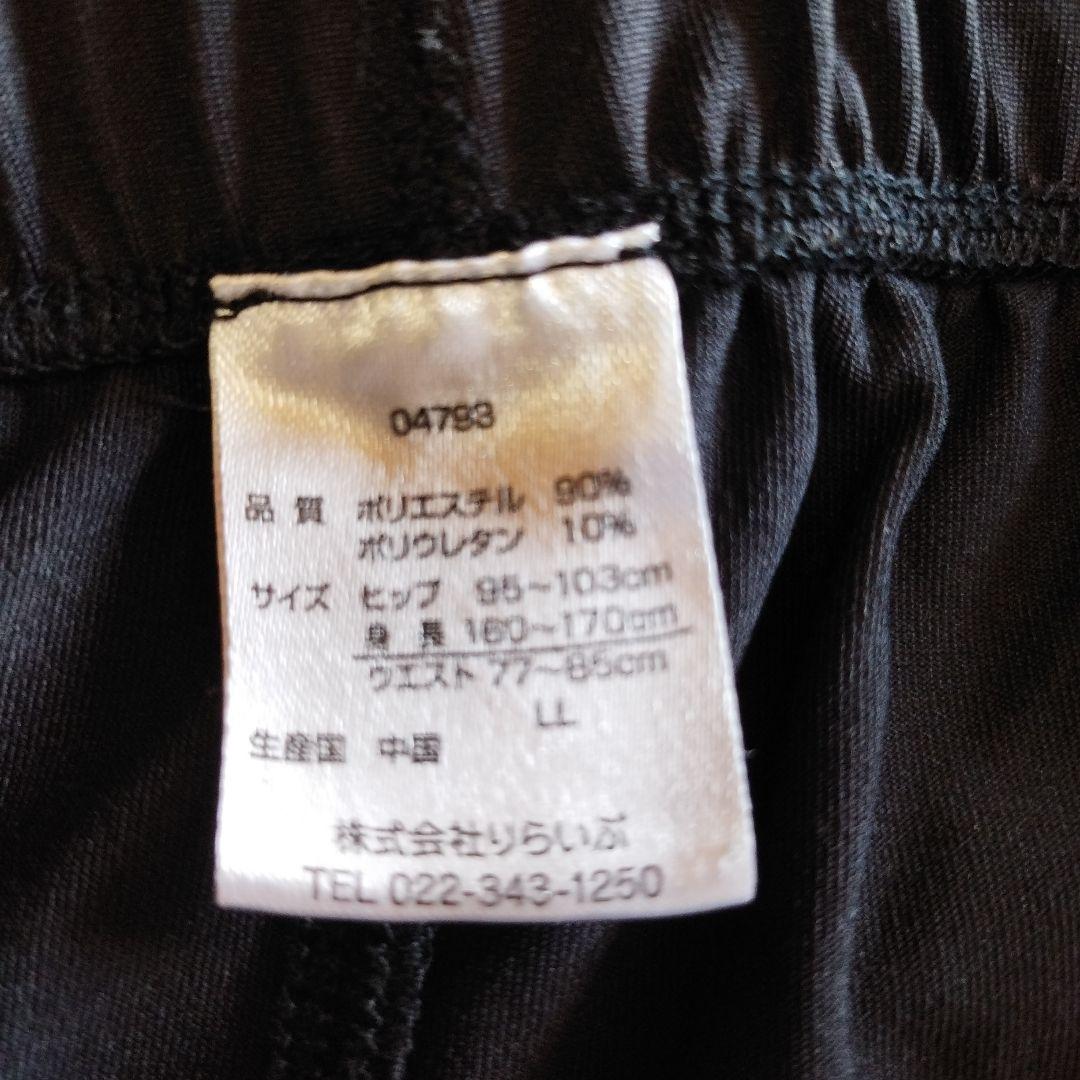 04793
品質 ポリエステル 90%
ポリウレタン 10%
サイズ ヒップ 95〜103cm
身長 160〜170cm
ウエスト 77〜85cm
LL
生産国 中国
株式会社りらいぶ
TEL 022-343-1250